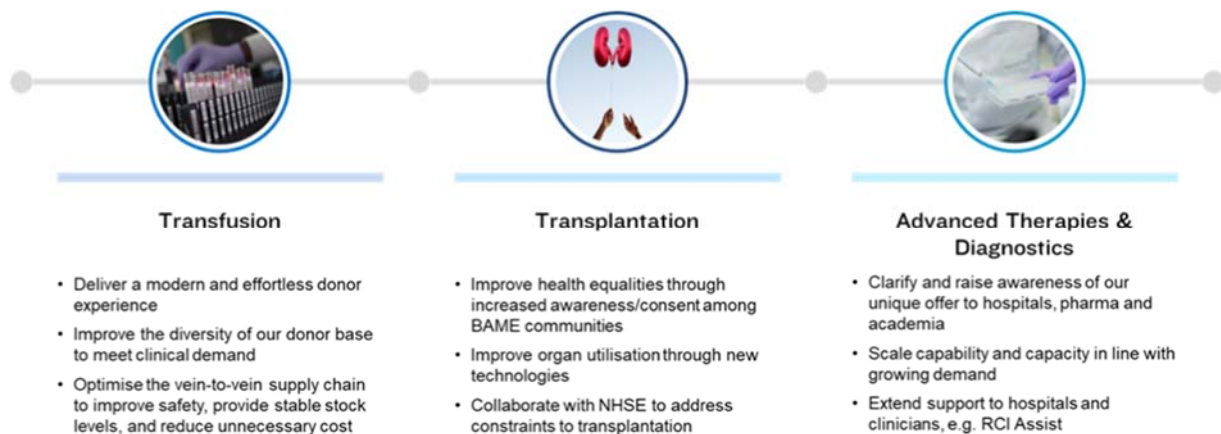 Transfusion
• Deliver a modern and effortless donor
experience
• Improve the diversity of our donor base
to meet clinical demand
• Optimise the vein-to-vein supply chain
to improve safety, provide stable stock
levels, and reduce unnecessary cost
Transplantation
• Improve health equalities through
increased awareness/consent among
BAME communities
• Improve organ utilisation through new
technologies
• Collaborate with NHSE to address
constraints to transplantation
Advanced Therapies &
Diagnostics
• Clarify and raise awareness of our
unique offer to hospitals, pharma and
academia
• Scale capability and capacity in line with
growing demand
• Extend support to hospitals and
clinicians, e.g. RCI Assist